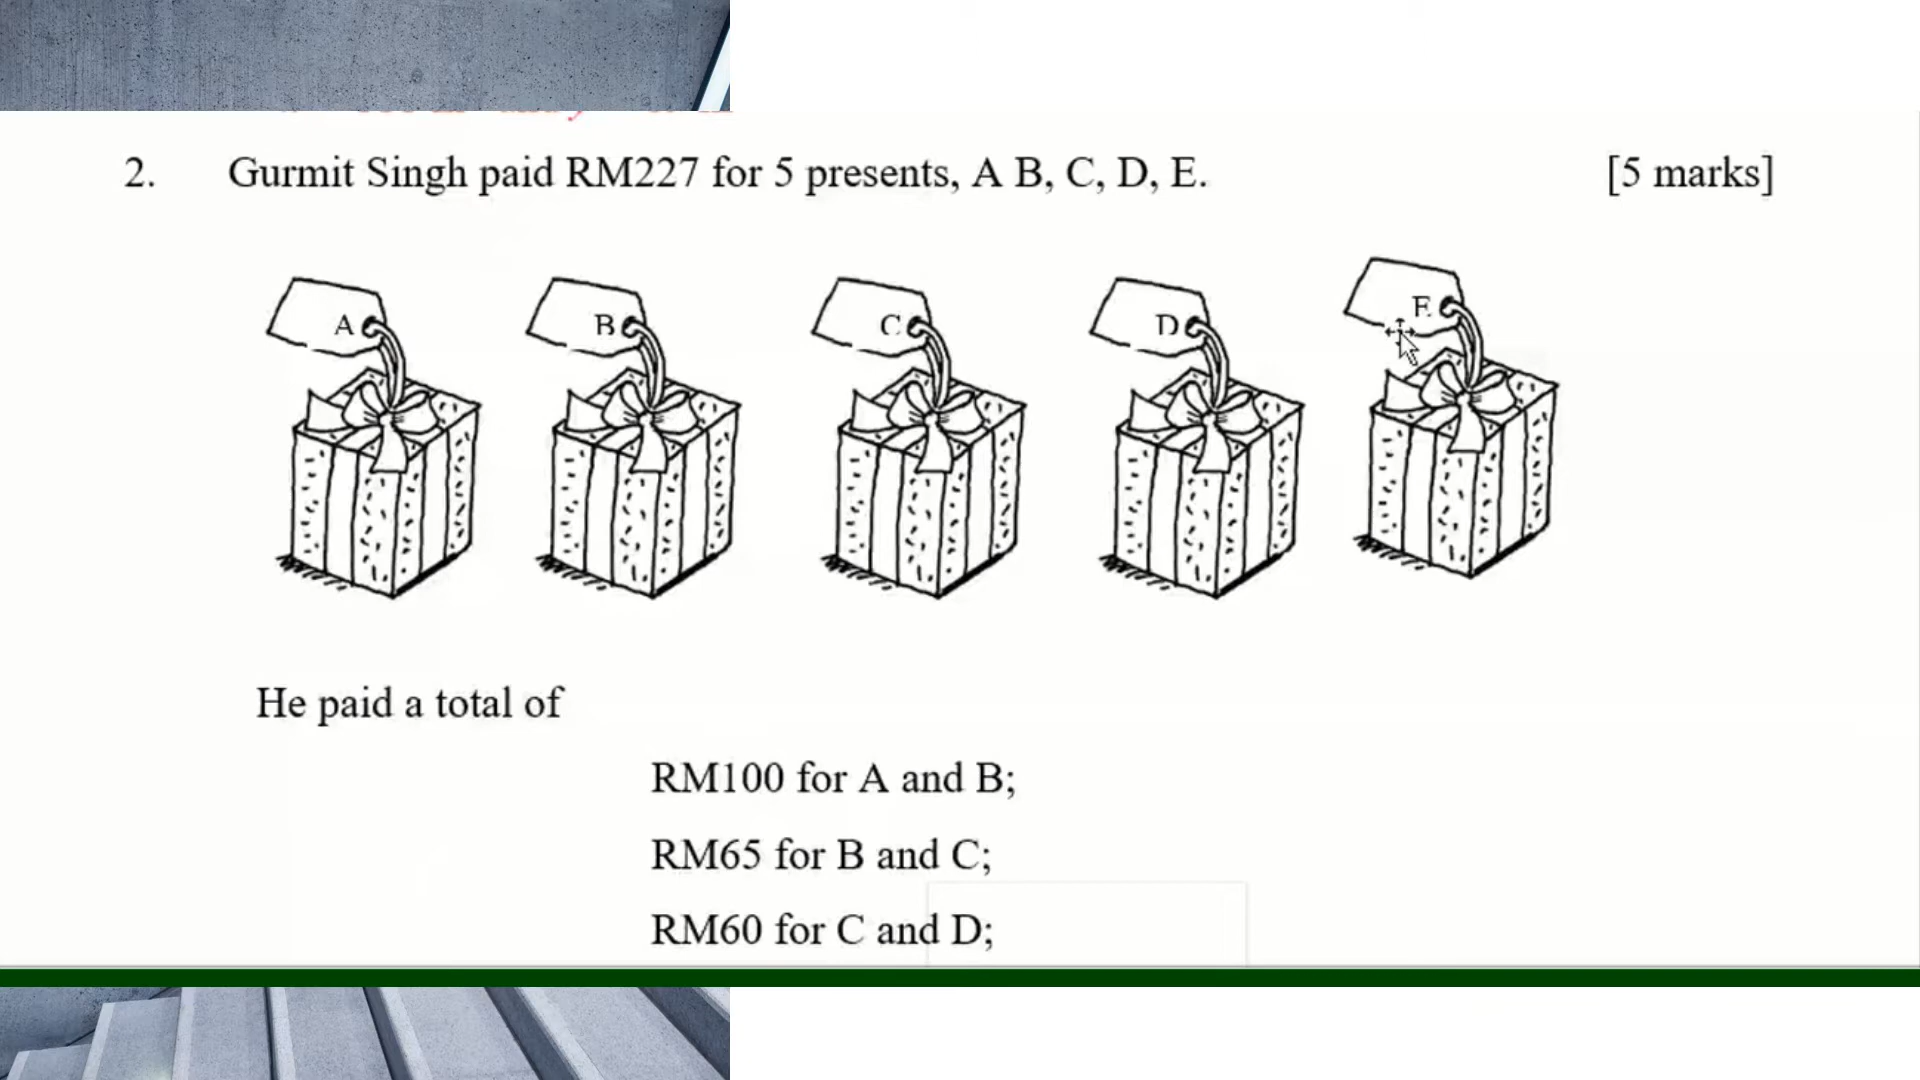 2. Gurmit Singh paid RM227 for 5 presents, A B, C, D, E. [5 marks]
A B C D E
He paid a total of
RM100 for A and B;
RM65 for B and C;
RM60 for C and D;